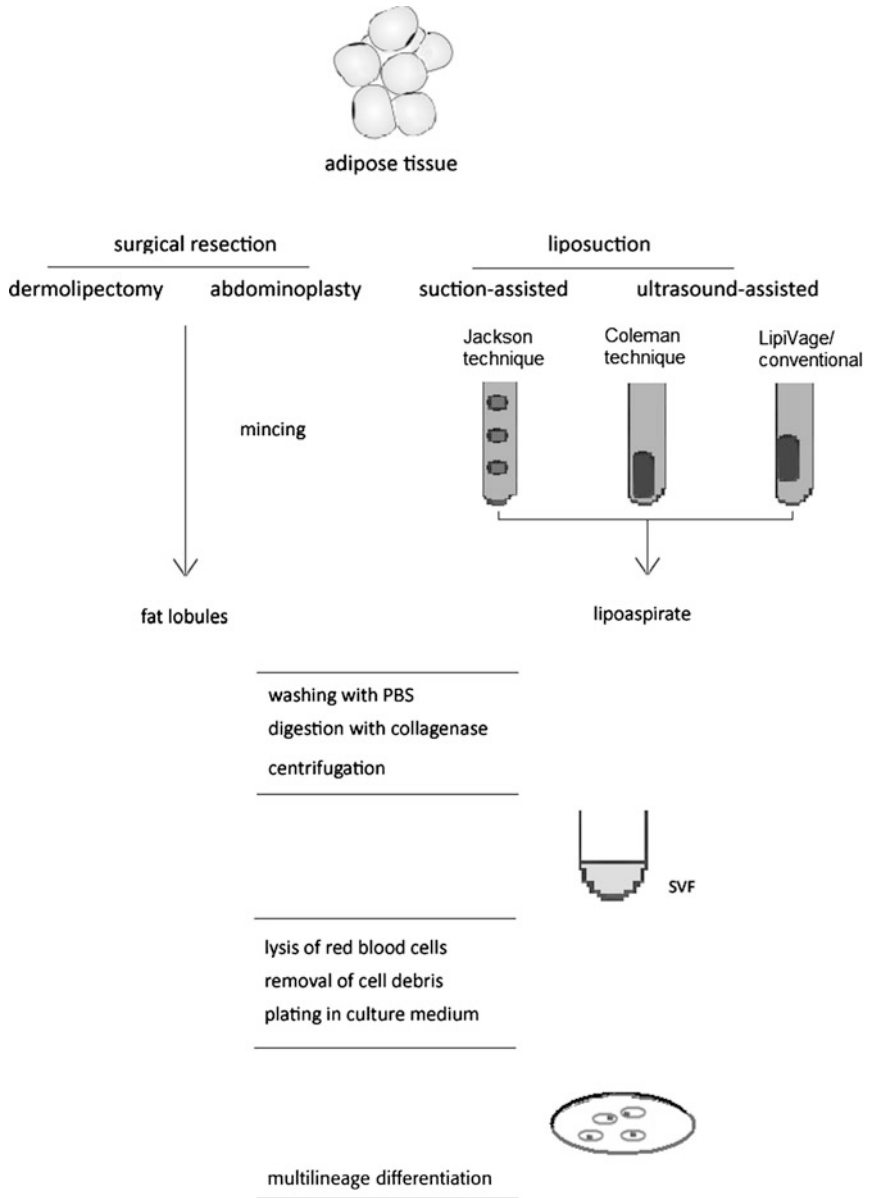 adipose tissue
surgical resection
liposuction
dermolipectomy abdominoplasty
suction-assisted ultrasound-assisted
Jackson
technique
Coleman
technique
LipiVage/
conventional
mincing
fat lobules
lipoaspirate
washing with PBS
digestion with collagenase
centrifugation
SVF
lysis of red blood cells
removal of cell debris
plating in culture medium
multilineage differentiation